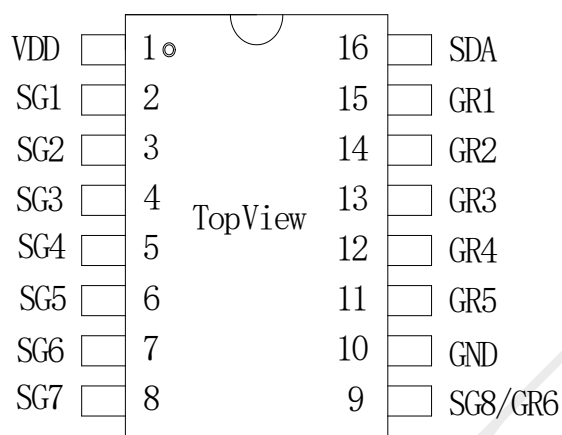 VDD 1 16 SDA
SG1 2 15 GR1
SG2 3 14 GR2
SG3 4 13 GR3
TopView
SG4 5 12 GR4
SG5 6 11 GR5
SG6 7 10 GND
SG7 8 9 SG8/GR6